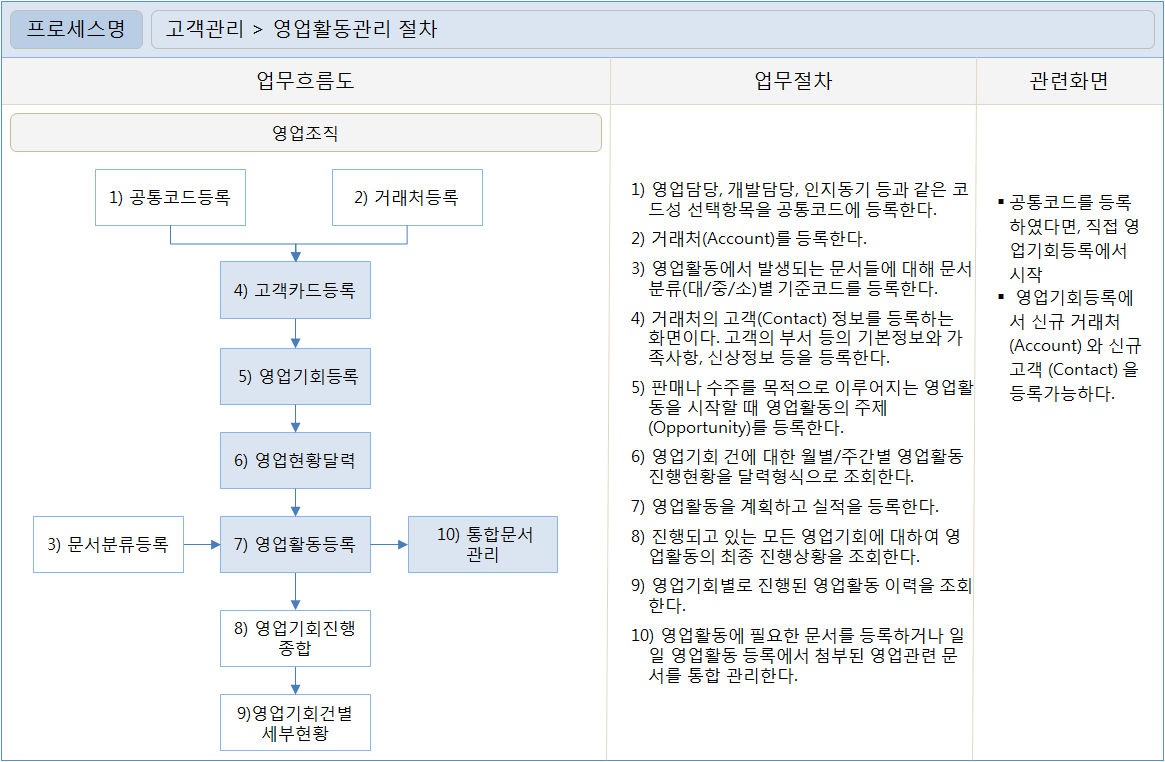 프로세스명
고객관리 > 영업활동관리 절차
업무흐름도
업무절차
관련화면
영업조직
1) 공통코드등록
2) 거래처등록
4) 고객카드등록
5) 영업기회등록
6) 영업현황달력
3) 문서분류등록
7) 영업활동등록
10) 통합문서
관리
8) 영업기회진행
종합
9)영업기회건별
세부현황
1) 영업담당, 개발담당, 인지동기 등과 같은 코
드성 선택항목을 공통코드에 등록한다.
2) 거래처(Account)를 등록한다.
3) 영업활동에서 발생되는 문서들에 대해 문서
분류(대/중/소)별 기준코드를 등록한다.
4) 거래처의 고객(Contact) 정보를 등록하는
화면이다. 고객의 부서 등의 기본정보와 가
족사항, 신상정보 등을 등록한다.
5) 판매나 수주를 목적으로 이루어지는 영업활
동을 시작할 때 영업활동의 주제
(Opportunity)를 등록한다.
6) 영업기회 건에 대한 월별/주간별 영업활동
진행현황을 달력형식으로 조회한다.
7) 영업활동을 계획하고 실적을 등록한다.
8) 진행되고 있는 모든 영업기회에 대하여 영
업활동의 최종 진행상황을 조회한다.
9) 영업기회별로 진행된 영업활동 이력을 조회
한다.
10) 영업활동에 필요한 문서를 등록하거나 일
일 영업활동 등록에서 첨부된 영업관련 문
서를 통합 관리한다.
▪ 공통코드를 등록
하였다면, 직접 영
업기회등록에서
시작
▪ 영업기회등록에
서 신규 거래처
(Account) 와 신규
고객 (Contact) 을
등록가능하다.